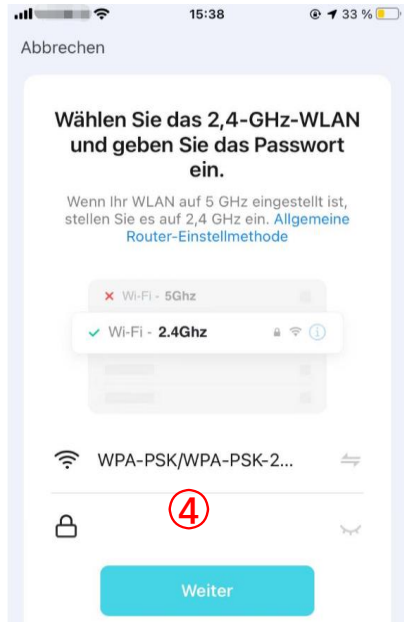 15:38
33 %
Abbrechen
Wählen Sie das 2,4-GHz-WLAN
und geben Sie das Passwort
ein.
Wenn Ihr WLAN auf 5 GHz eingestellt ist,
stellen Sie es auf 2,4 GHz ein. Allgemeine
Router-Einstellmethode
Wi-Fi - 5Ghz
Wi-Fi - 2.4Ghz
WPA-PSK/WPA-PSK-2...
④
Weiter